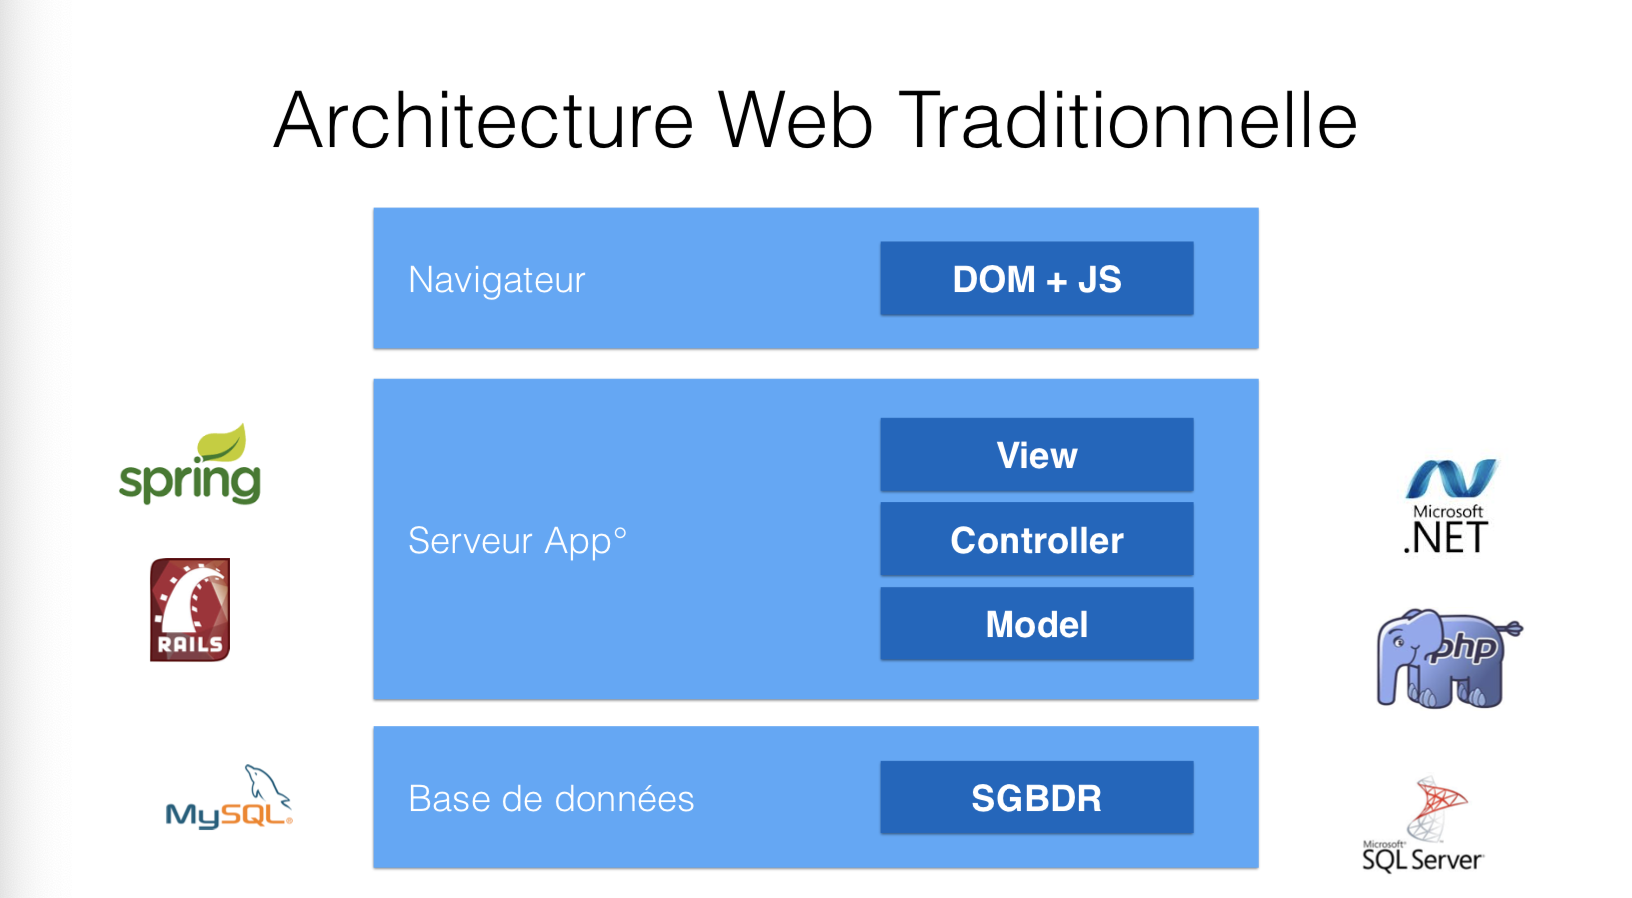 Architecture Web Traditionnelle
Navigateur
DOM + JS
spring
RAILS
Serveur App°
View
Controller
Model
Microsoft
.NET
php
MySQL®
Base de données
SGBDR
Microsoft®
SQL Server